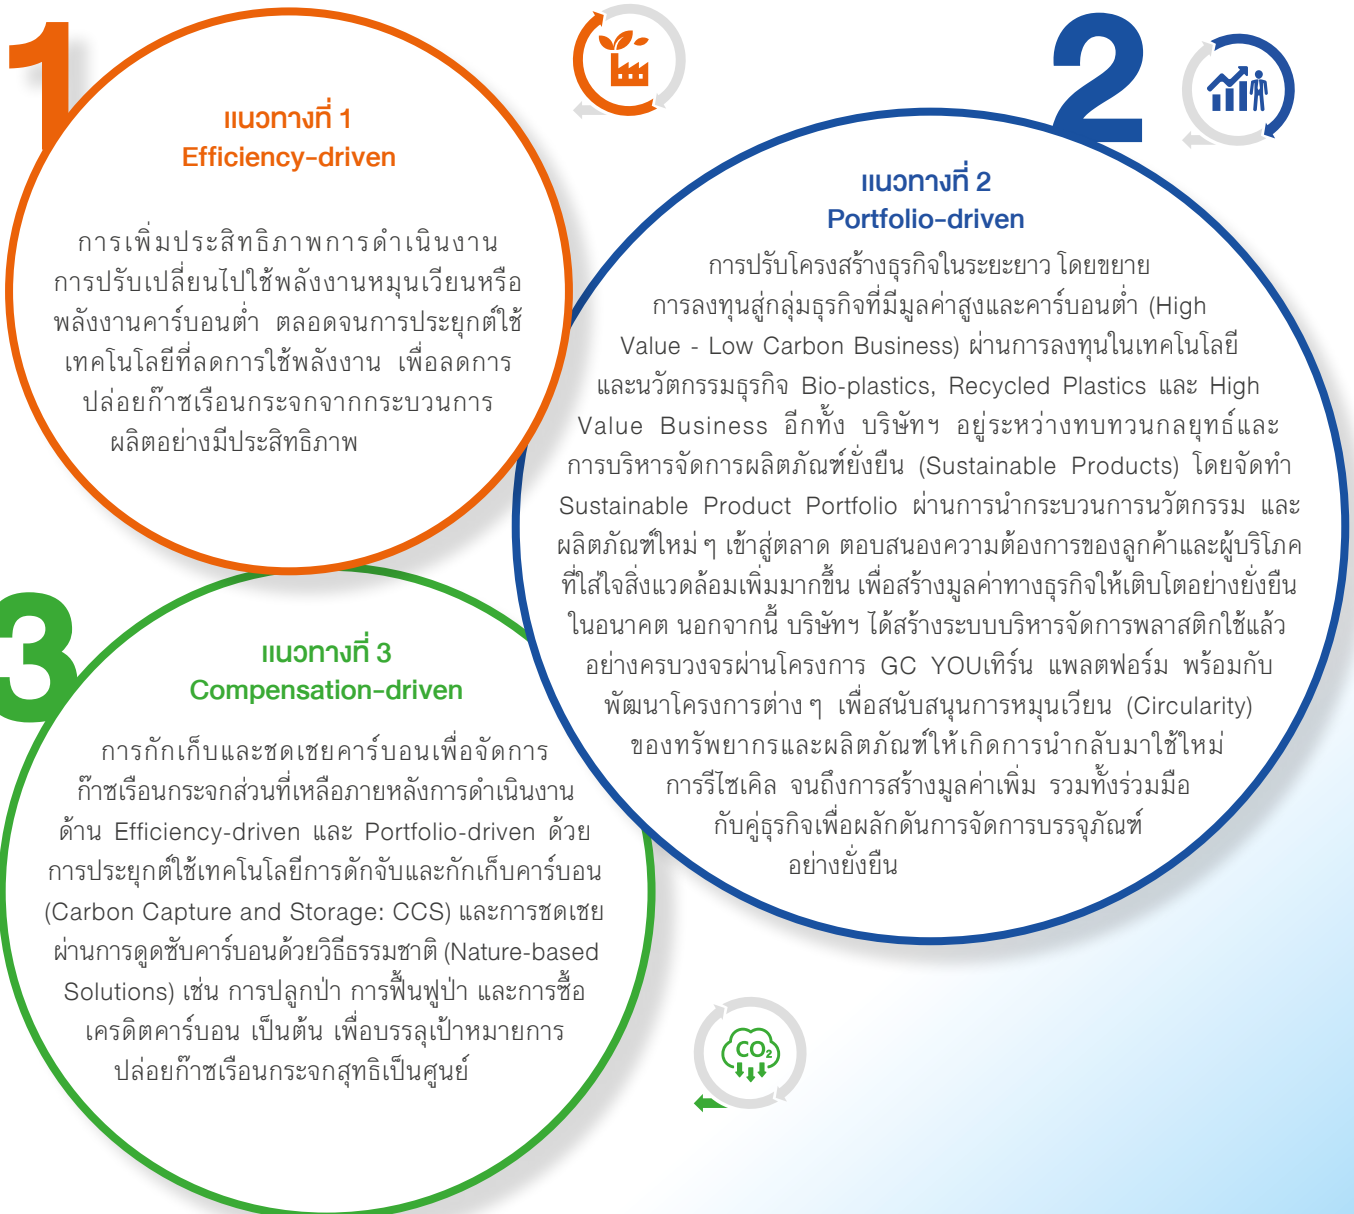 1
แนวทางที่ 1
Efficiency-driven
การเพิ่มประสิทธิภาพการดำเนินงาน
การปรับเปลี่ยนไปใช้พลังงานหมุนเวียนหรือ
พลังงานคาร์บอนต่ำ ตลอดจนการประยุกต์ใช้
เทคโนโลยีที่ลดการใช้พลังงาน เพื่อลดการ
ปล่อยก๊าซเรือนกระจกจากกระบวนการ
ผลิตอย่างมีประสิทธิภาพ
2
แนวทางที่ 2
Portfolio-driven
การปรับโครงสร้างธุรกิจในระยะยาว โดยขยาย
การลงทุนสู่กลุ่มธุรกิจที่มีมูลค่าสูงและคาร์บอนต่ำ (High
Value - Low Carbon Business) ผ่านการลงทุนในเทคโนโลยี
และนวัตกรรมธุรกิจ Bio-plastics, Recycled Plastics และ High
Value Business อีกทั้ง บริษัทฯ อยู่ระหว่างทบทวนกลยุทธ์และ
การบริหารจัดการผลิตภัณฑ์ยั่งยืน (Sustainable Products) โดยจัดทำ
Sustainable Product Portfolio ผ่านการนำกระบวนการนวัตกรรม และ
ผลิตภัณฑ์ใหม่ ๆ เข้าสู่ตลาด ตอบสนองความต้องการของลูกค้าและผู้บริโภค
ที่ใส่ใจสิ่งแวดล้อมเพิ่มมากขึ้น เพื่อสร้างมูลค่าทางธุรกิจให้เติบโตอย่างยั่งยืน
ในอนาคต นอกจากนี้ บริษัทฯ ได้สร้างระบบบริหารจัดการพลาสติกใช้แล้ว
อย่างครบวงจรผ่านโครงการ GC YOUเทิร์น แพลตฟอร์ม พร้อมกับ
พัฒนาโครงการต่าง ๆ เพื่อสนับสนุนการหมุนเวียน (Circularity)
ของทรัพยากรและผลิตภัณฑ์ให้เกิดการนำกลับมาใช้ใหม่
การรีไซเคิล จนถึงการสร้างมูลค่าเพิ่ม รวมทั้งร่วมมือ
กับคู่ธุรกิจเพื่อผลักดันการจัดการบรรจุภัณฑ์
อย่างยั่งยืน
3
แนวทางที่ 3
Compensation-driven
การกักเก็บและชดเชยคาร์บอนเพื่อจัดการ
ก๊าซเรือนกระจกส่วนที่เหลือภายหลังการดำเนินงาน
ด้าน Efficiency-driven และ Portfolio-driven ด้วย
การประยุกต์ใช้เทคโนโลยีการดักจับและกักเก็บคาร์บอน
(Carbon Capture and Storage: CCS) และการชดเชย
ผ่านการดูดซับคาร์บอนด้วยวิธีธรรมชาติ (Nature-based
Solutions) เช่น การปลูกป่า การฟื้นฟูป่า และการซื้อ
เครดิตคาร์บอน เป็นต้น เพื่อบรรลุเป้าหมายการ
ปล่อยก๊าซเรือนกระจกสุทธิเป็นศูนย์
CO₂